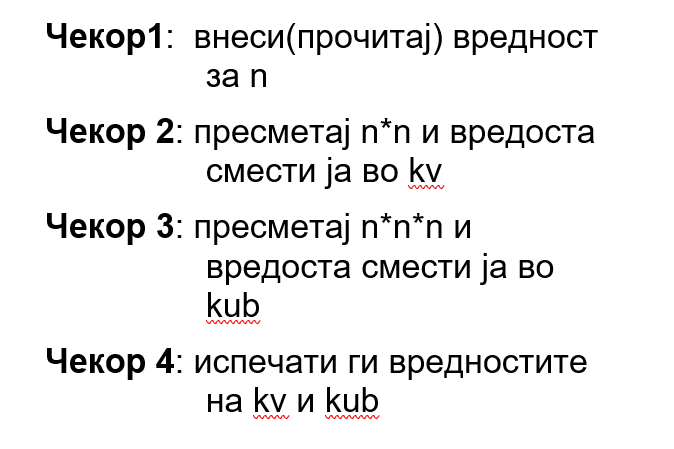 Чекор1:  внеси(прочитај) вредност
за n
Чекор 2: пресметај n*n и вредоста
смести ја во kv
Чекор 3: пресметај n*n*n и
вредоста смести ја во
kub
Чекор 4: испечати ги вредностите
на kv и kub